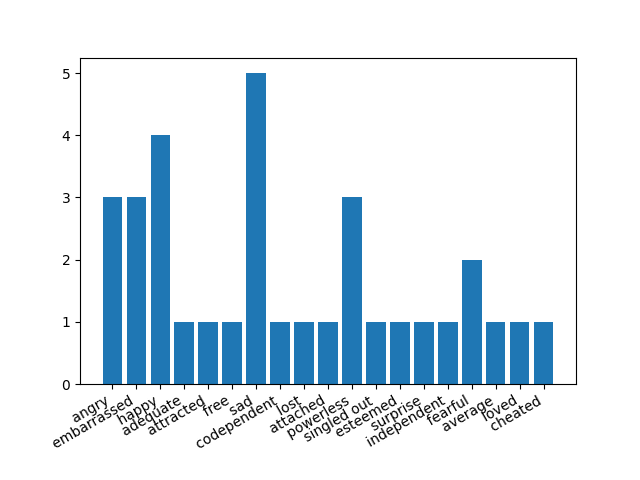 5
4
3
2
1
0
angry
embarrassed
happy
adequate
attracted
free
sad
codependent
lost
attached
powerless
singled out
esteemed
surprise
independent
fearful
average
loved
cheated